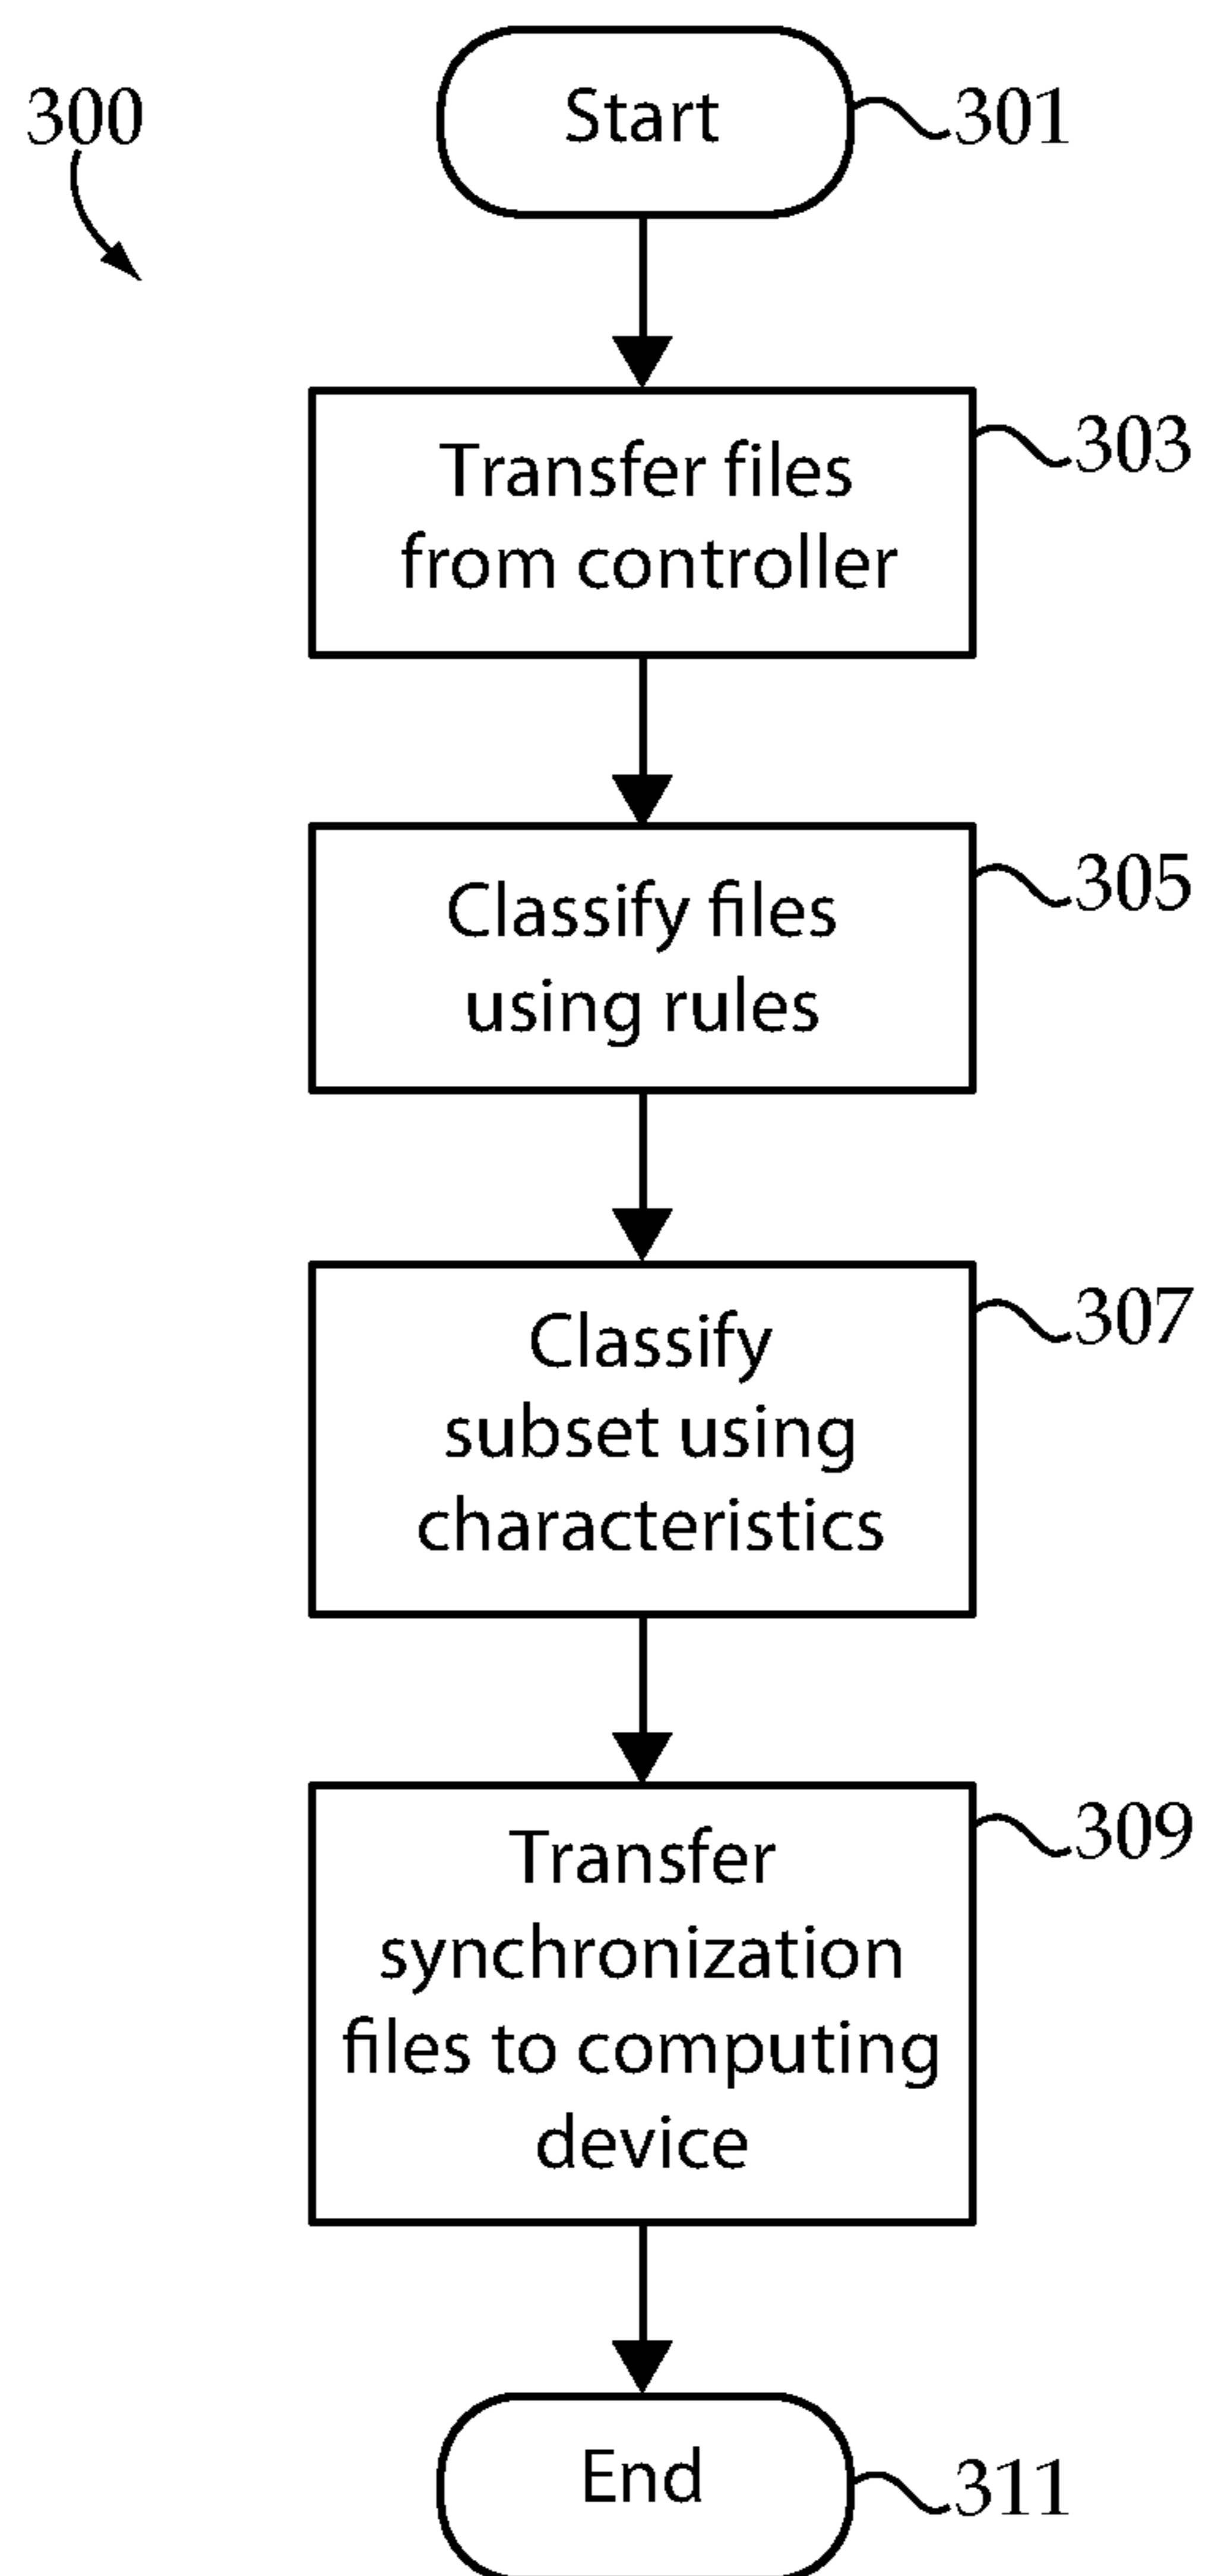 300
Start
301
Transfer files
from controller
303
Classify files
using rules
305
Classify
subset using
characteristics
307
Transfer
synchronization
files to computing
device
309
End
311